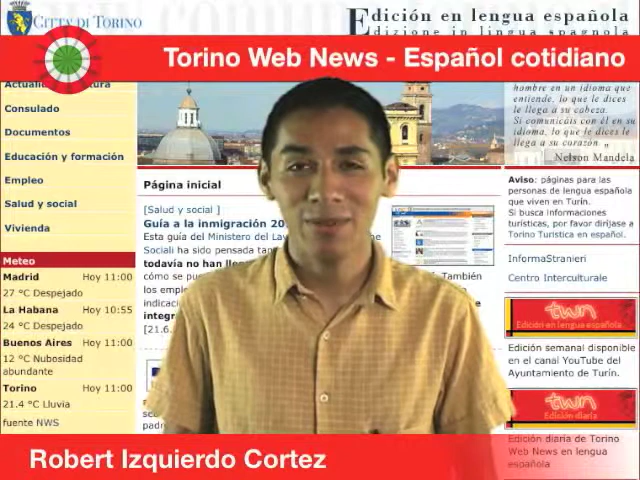 CITTÀ DI TORINO
Edición en lengua española
dizione in lingua spagnola
Torino Web News - Español cotidiano
Consulado
Documentos
Educación y formación
Empleo
Salud y social
Vivienda
Meteo
Madrid Hoy 11:00
27 °C Despejado
La Habana Hoy 10:55
24 °C Despejado
Buenos Aires Hoy 11:00
12 °C Nubosidad
abundante
Torino Hoy 11:00
21.4 °C Lluvia
fuente NWS
Página inicial
[Salud y social ]
Guía a la inmigración 20
Esta guía del Ministerio del
Sociali ha sido pensada
todavía no han
cómo se También
los
[21.6.
hombre en un idioma que
entiende, lo que le dices
le llega a su cabeza.
Si comunicáis con él en su
idioma, lo que le dices le
llega a su corazón „
Nelson Mandela
Aviso: páginas para las
personas de lengua española
que viven en Turín.
Si busca informaciones
turísticas, por favor diríjase a
Torino Turistica en español.
InformaStranieri
Centro Interculturale
twn
Edición en lengua española
Edición semanal disponible
en el canal YouTube del
Ayuntamiento de Turín.
twn
Edición diaria
Edición diaria de Torino
Web News en lengua
española
Robert Izquierdo Cortez